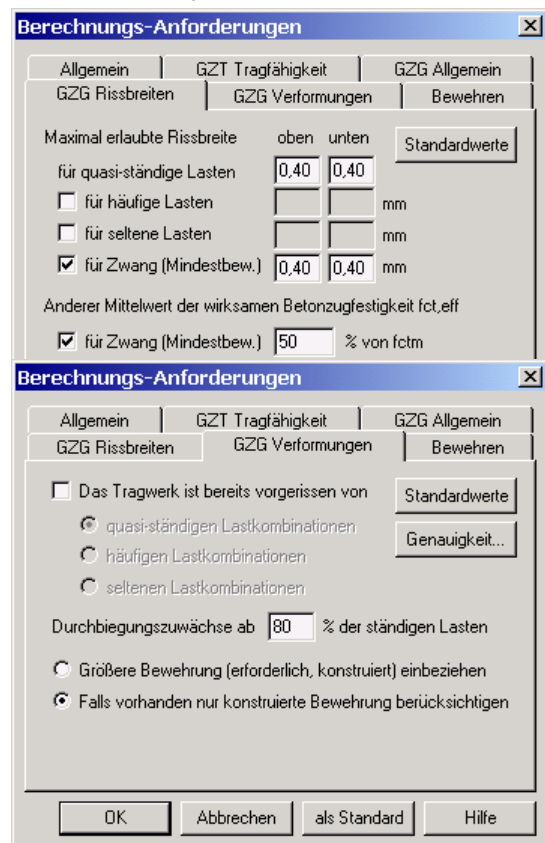 Berechnungs-Anforderungen
Allgemein GZT Tragfähigkeit GZG Allgemein
GZG Rissbreiten GZG Verformungen Bewehren
Maximal erlaubte Rissbreite oben unten Standardwerte
für quasi-ständige Lasten 0,40 0,40
für häufige Lasten mm
für seltene Lasten mm
für Zwang (Mindestbew.) 0,40 0,40 mm
Anderer Mittelwert der wirksamen Betonzugfestigkeit fct,eff
für Zwang (Mindestbew.) 50 % von fctm
Berechnungs-Anforderungen
Allgemein GZT Tragfähigkeit GZG Allgemein
GZG Rissbreiten GZG Verformungen Bewehren
Das Tragwerk ist bereits vorgerissen von Standardwerte
quasi-ständigen Lastkombinationen Genauigkeit...
häufigen Lastkombinationen
seltenen Lastkombinationen
Durchbiegungszuwächse ab 80 % der ständigen Lasten
Größere Bewehrung (erforderlich, konstruiert) einbeziehen
Falls vorhanden nur konstruierte Bewehrung berücksichtigen
OK Abbrechen als Standard Hilfe